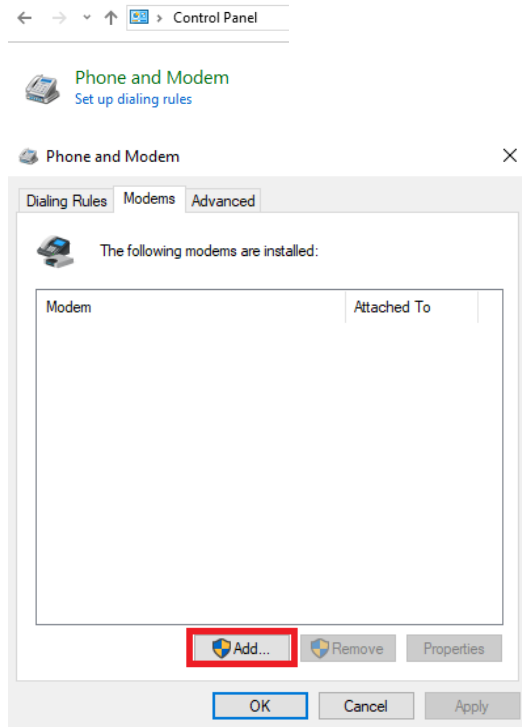 Control Panel
Phone and Modem
Set up dialing rules
Phone and Modem
Dialing Rules Modems Advanced
The following modems are installed:
Modem Attached To
Add... Remove Properties
OK Cancel Apply